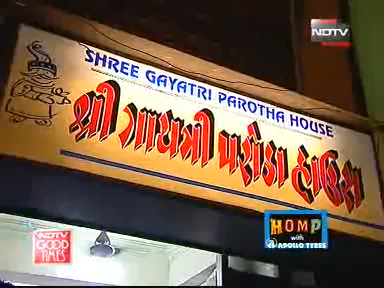 NDTV
SHREE GAYATRI PAROTHA HOUSE
શ્રી ગાયત્રી પરોઠા હાઉસ
NDTV
GOOD
TIMES
HOMP
with
APOLLO TYRES